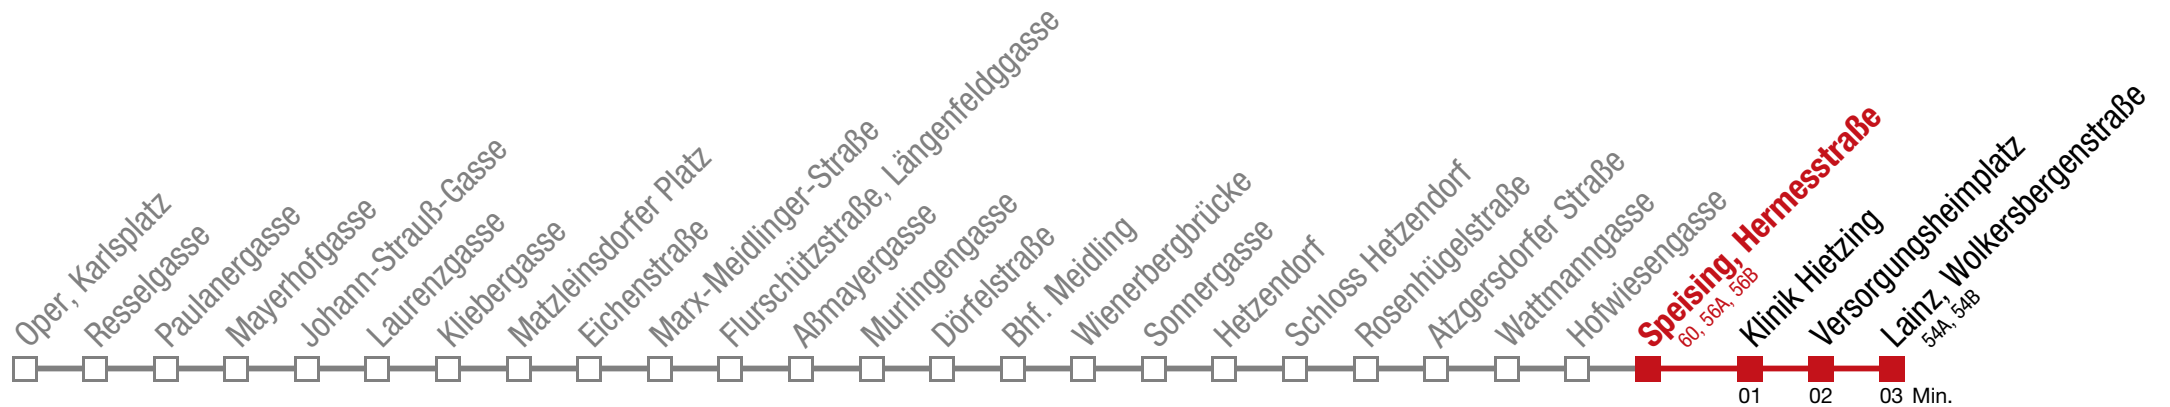 Oper, Karlsplatz
Resselgasse
Paulanergasse
Mayerhofgasse
Johann-Strauß-Gasse
Laurenzgasse
Kliebergasse
Matzleinsdorfer Platz
Eichenstraße
Marx-Meidlinger-Straße
Flurschützstraße, Längenfeldggasse
Aßmayergasse
Murlingengasse
Dörfelstraße
Bhf. Meidling
Wienerbergbrücke
Sonnergasse
Hetzendorf
Schloss Hetzendorf
Rosenhügelstraße
Atzgersdorfer Straße
Wattmanngasse
Hofwiesengasse
Speising, Hermesstraße
60, 56A, 56B
Klinik Hietzing
Versorgungsheimplatz
Lainz, Wolkersbergenstraße
54A, 54B
01 02 03 Min.